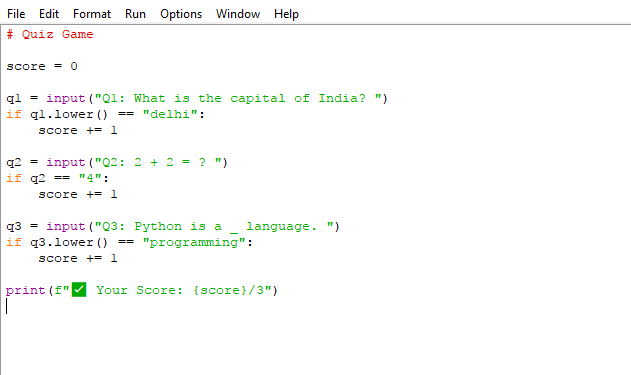 File Edit Format Run Options Window Help
# Quiz Game
score = 0
q1 = input("Q1: What is the capital of India? ")
if q1.lower() == "delhi":
    score += 1
q2 = input("Q2: 2 + 2 = ? ")
if q2 == "4":
    score += 1
q3 = input("Q3: Python is a _ language. ")
if q3.lower() == "programming":
    score += 1
print(f"✅ Your Score: {score}/3")